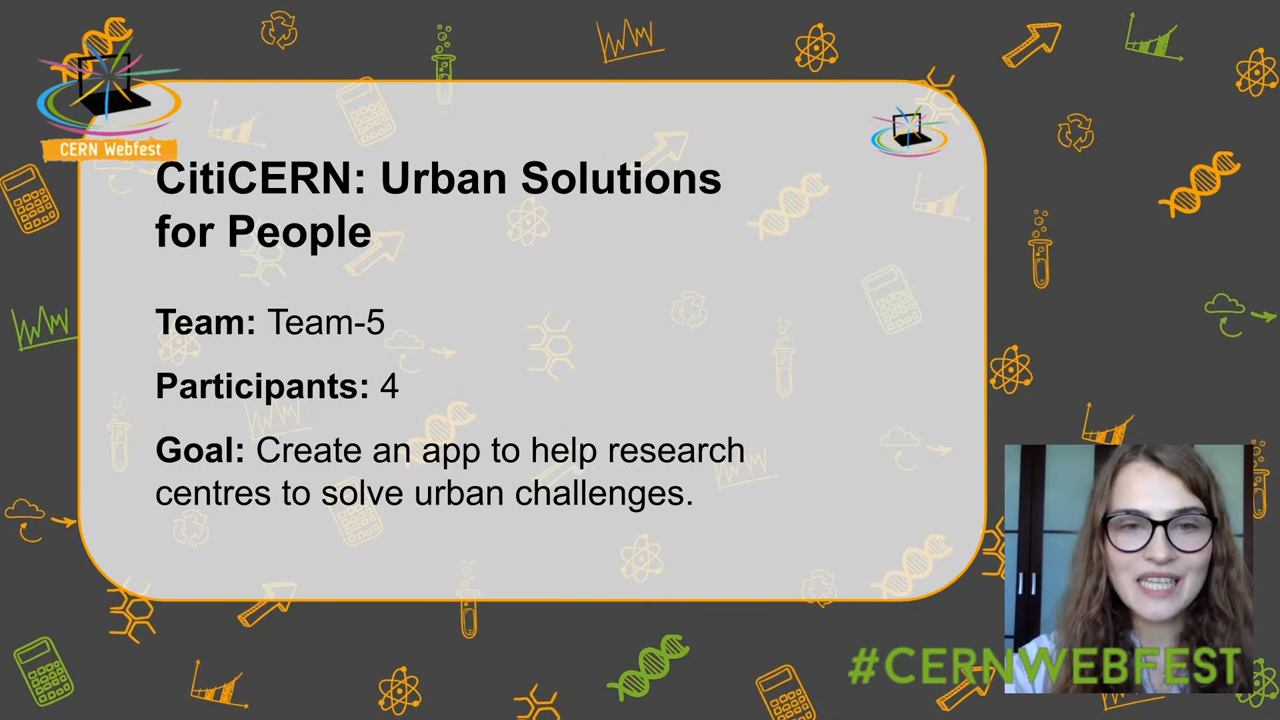 CERN Webfest
CitiCERN: Urban Solutions
for People
Team: Team-5
Participants: 4
Goal: Create an app to help research
centres to solve urban challenges.
#CERNWEBFEST